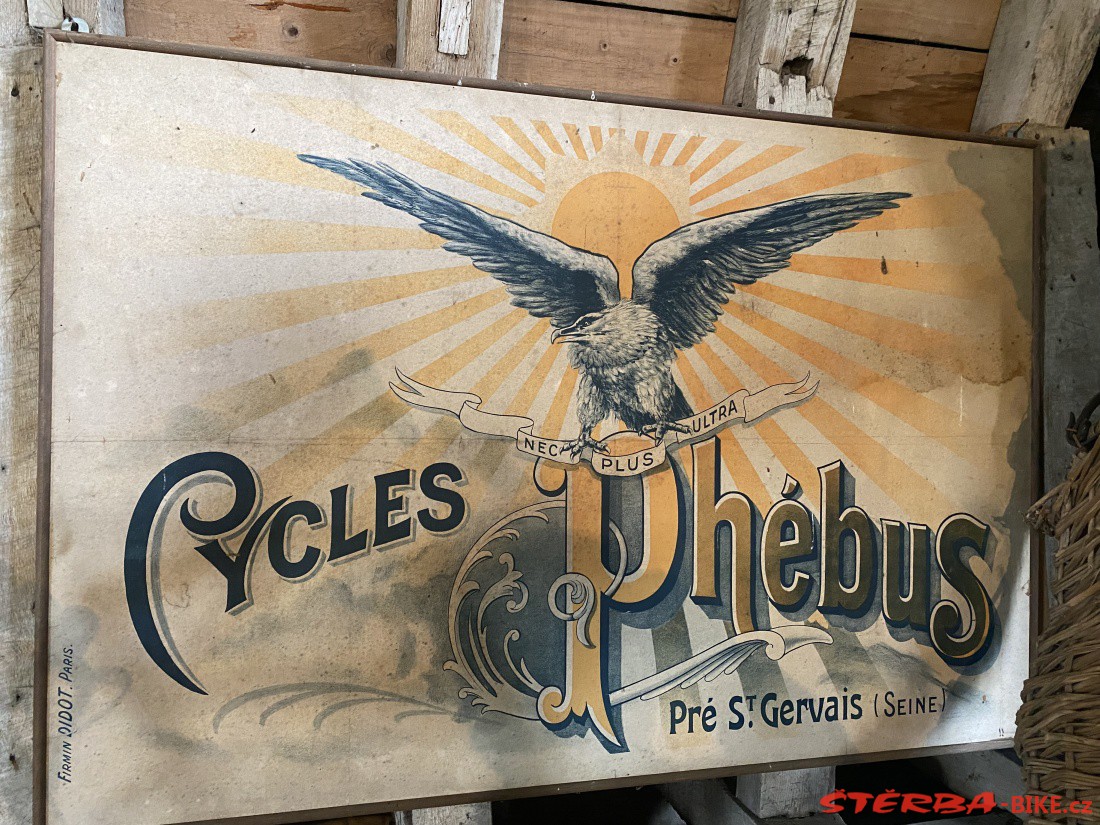 NEC PLUS ULTRA
CYCLES Phébus
Pré ST Gervais (SEINE)
FIRMIN DIDOT. PARIS.
ŠTĚRBA-BIKE.cz